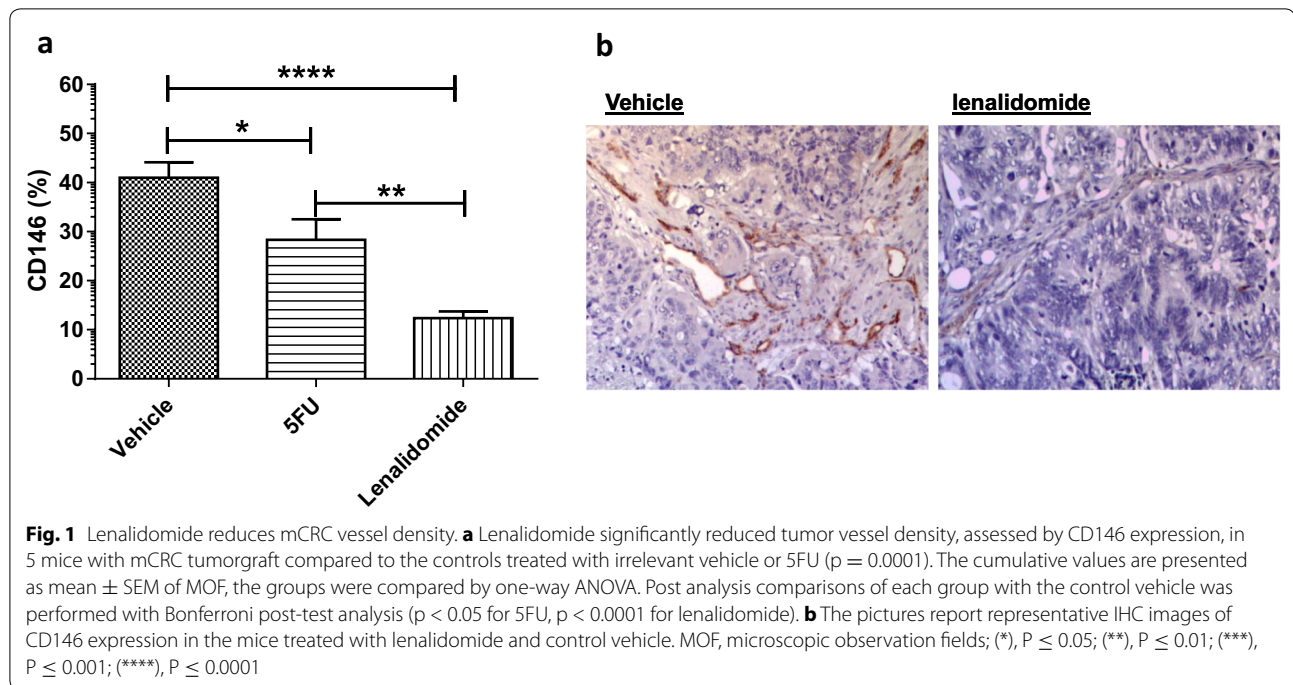 a
b
****
*
**
60
50
40
30
20
10
0
CD146 (%)
Vehicle
5FU
Lenalidomide
Vehicle
lenalidomide
Fig. 1 Lenalidomide reduces mCRC vessel density. a Lenalidomide significantly reduced tumor vessel density, assessed by CD146 expression, in
5 mice with mCRC tumorgraft compared to the controls treated with irrelevant vehicle or 5FU (p = 0.0001). The cumulative values are presented
as mean ± SEM of MOF, the groups were compared by one-way ANOVA. Post analysis comparisons of each group with the control vehicle was
performed with Bonferroni post-test analysis (p < 0.05 for 5FU, p < 0.0001 for lenalidomide). b The pictures report representative IHC images of
CD146 expression in the mice treated with lenalidomide and control vehicle. MOF, microscopic observation fields; (*), P ≤ 0.05; (**), P ≤ 0.01; (***),
P ≤ 0.001; (****), P ≤ 0.0001